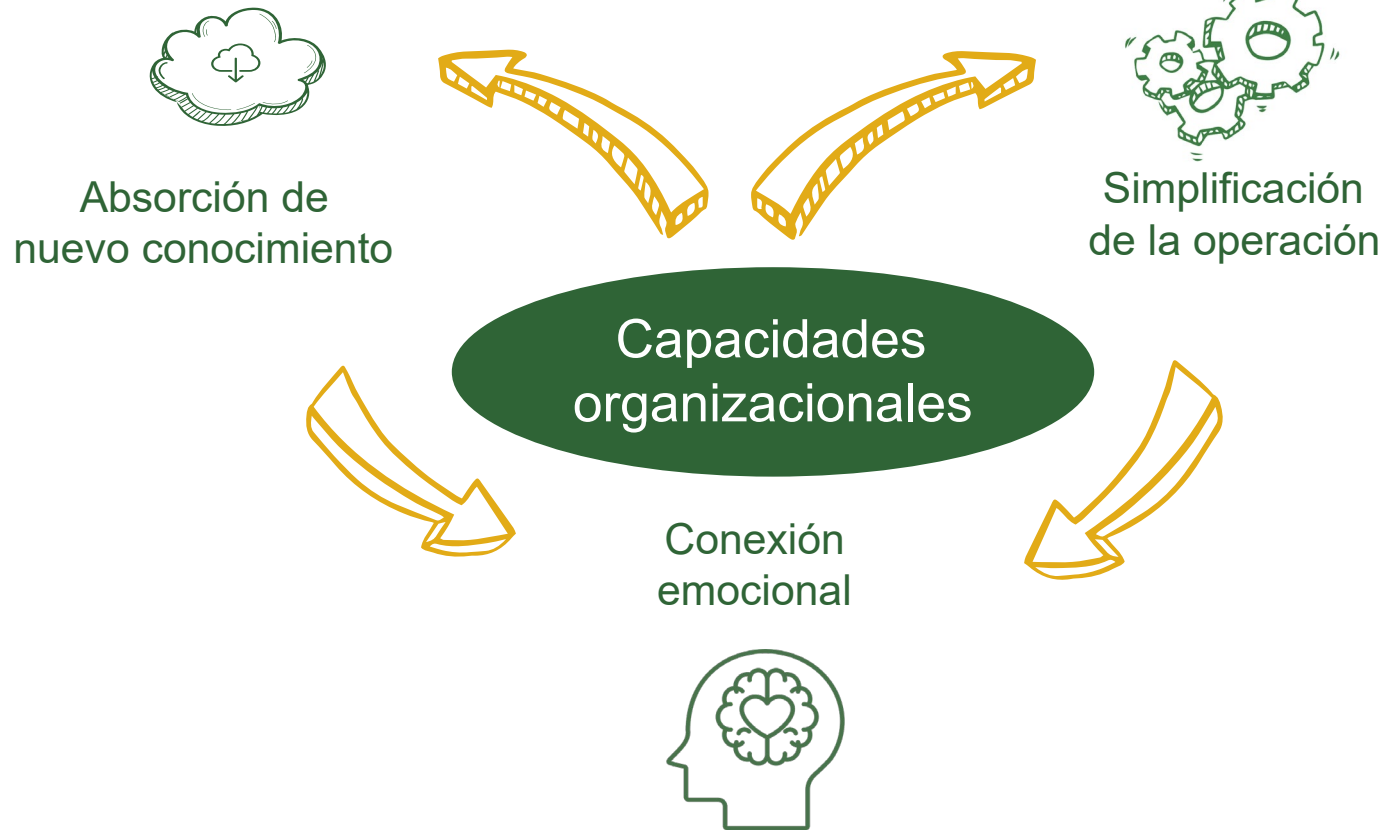 Absorción de
nuevo conocimiento
Simplificación
de la operación
Capacidades
organizacionales
Conexión
emocional